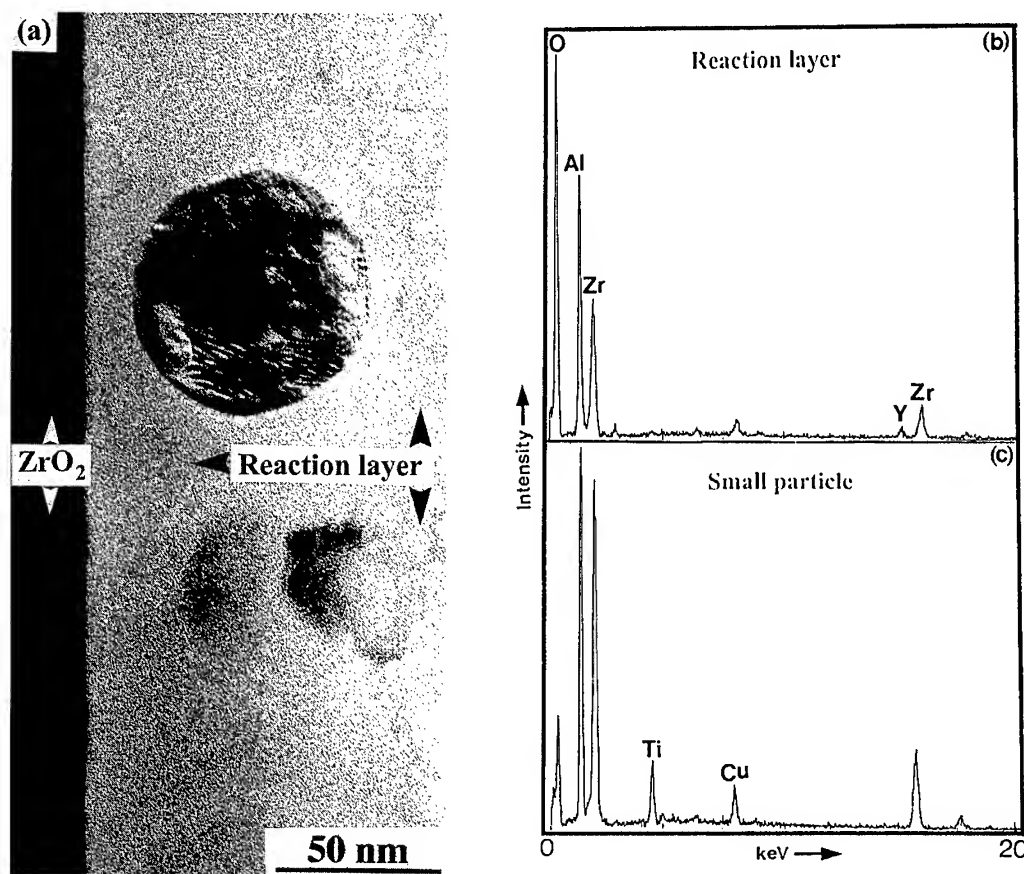 (a)
ZrO₂
Reaction layer
50 nm
(b)
Reaction layer
O
Al
Zr
Y
Zr
Intensity
(c)
Small particle
Ti
Cu
0
keV
20